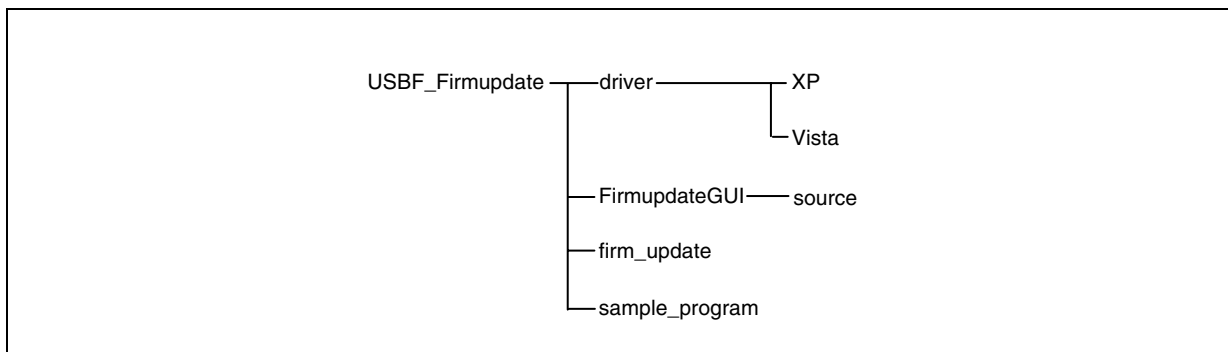 USBF_Firmupdate driver XP
Vista
FirmupdateGUI source
firm_update
sample_program